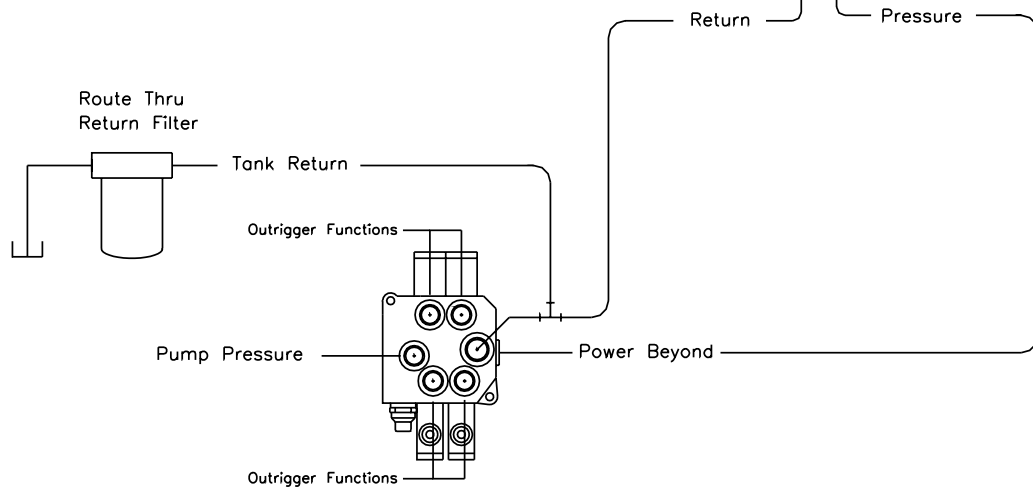 Return
Pressure
Route Thru
Return Filter
Tank Return
Outrigger Functions
Pump Pressure
Power Beyond
Outrigger Functions